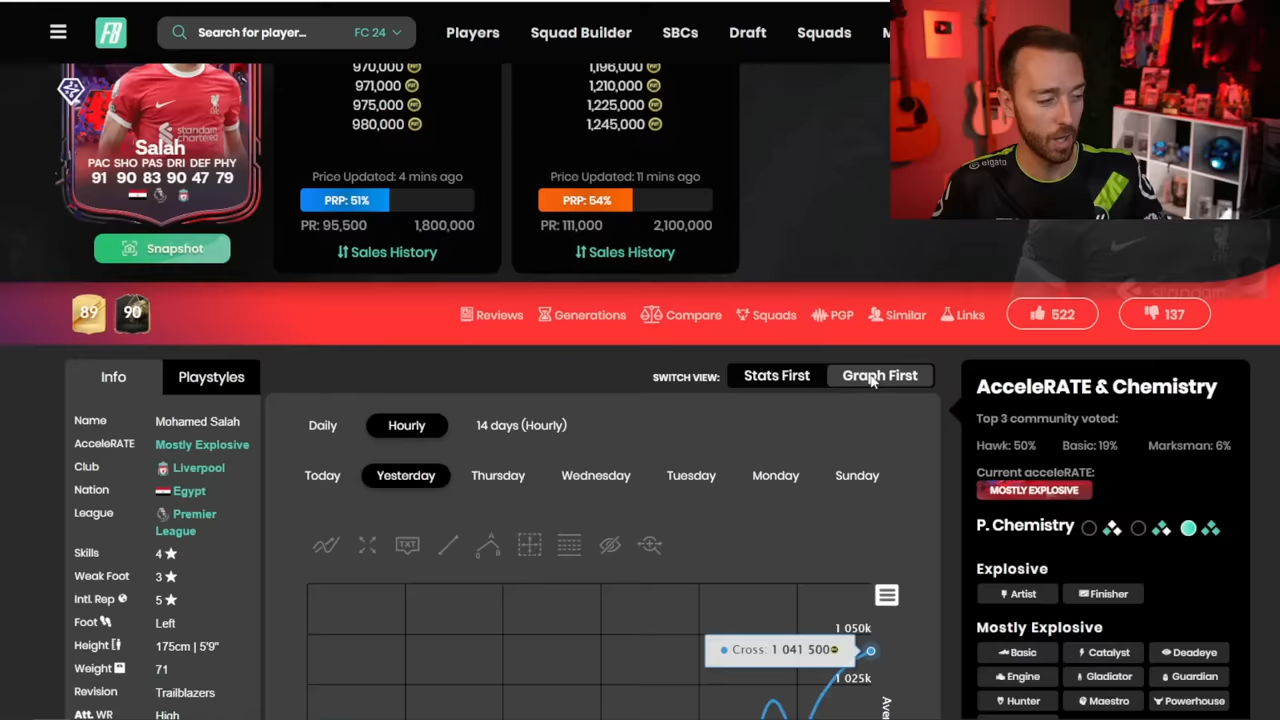 FB
Search for player...
FC 24
Players
Squad Builder
SBCs
Draft
Squads
M
standard
chartered
Salah
PAC SHO PAS DRI DEF PHY
91 90 83 90 47 79
Snapshot
970,000
971,000
975,000
980,000
Price Updated: 4 mins ago
PRP: 51%
PR: 95,500
1,800,000
Sales History
1,196,000
1,210,000
1,225,000
1,245,000
Price Updated: 11 mins ago
PRP: 54%
PR: 111,000
2,100,000
Sales History
elgato
89
90
Reviews
Generations
Compare
Squads
PGP
Similar
Links
522
137
Info
Playstyles
Name Mohamed Salah
AcceleRATE Mostly Explosive
Club Liverpool
Nation Egypt
League Premier
League
Skills 4
Weak Foot 3
Intl. Rep 5
Foot Left
Height 175cm | 5'9"
Weight 71
Revision Trailblazers
Att. WR High
SWITCH VIEW:
Stats First
Graph First
Daily
Hourly
14 days (Hourly)
Today
Yesterday
Thursday
Wednesday
Tuesday
Monday
Sunday
TXT
1 050k
Cross: 1 041 500
1 025k
AcceleRATE & Chemistry
Top 3 community voted:
Hawk: 50%
Basic: 19%
Marksman: 6%
Current acceleRATE:
MOSTLY EXPLOSIVE
P. Chemistry
Explosive
Artist
Finisher
Mostly Explosive
Basic
Catalyst
Deadeye
Engine
Gladiator
Guardian
Hunter
Maestro
Powerhouse